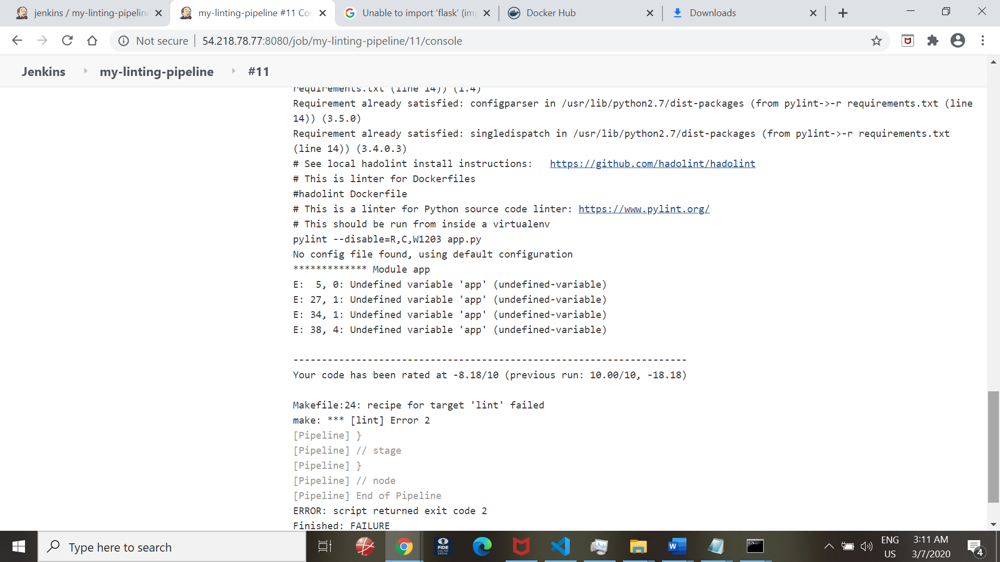 jenkins / my-linting-pipeline
my-linting-pipeline #11 Con
Unable to import 'flask' (im
Docker Hub
Downloads
Not secure
54.218.78.77:8080/job/my-linting-pipeline/11/console
Jenkins
my-linting-pipeline
#11
requirements.txt (line 14)) (1.4)
Requirement already satisfied: configparser in /usr/lib/python2.7/dist-packages (from pylint->-r requirements.txt (line
14)) (3.5.0)
Requirement already satisfied: singledispatch in /usr/lib/python2.7/dist-packages (from pylint->-r requirements.txt
(line 14)) (3.4.0.3)
# See local hadolint install instructions:   https://github.com/hadolint/hadolint
# This is linter for Dockerfiles
#hadolint Dockerfile
# This is a linter for Python source code linter: https://www.pylint.org/
# This should be run from inside a virtualenv
pylint --disable=R,C,W1203 app.py
No config file found, using default configuration
************* Module app
E:  5, 0: Undefined variable 'app' (undefined-variable)
E: 27, 1: Undefined variable 'app' (undefined-variable)
E: 34, 1: Undefined variable 'app' (undefined-variable)
E: 38, 4: Undefined variable 'app' (undefined-variable)
---------------------------------------------------------------------
Your code has been rated at -8.18/10 (previous run: 10.00/10, -18.18)
Makefile:24: recipe for target 'lint' failed
make: *** [lint] Error 2
[Pipeline] }
[Pipeline] // stage
[Pipeline] }
[Pipeline] // node
[Pipeline] End of Pipeline
ERROR: script returned exit code 2
Finished: FAILURE
Type here to search
FIDE
ONLINE
ARENA
ENG
US
3:11 AM
3/7/2020
4